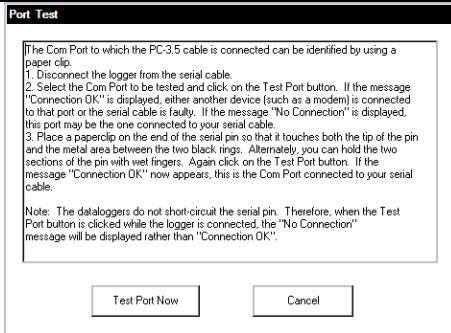 Port Test
The Com Port to which the PC-3.5 cable is connected can be identified by using a
paper clip.
1. Disconnect the logger from the serial cable.
2. Select the Com Port to be tested and click on the Test Port button.  If the message
"Connection OK" is displayed, either another device (such as a modem) is connected
to that port or the serial cable is faulty.  If the message "No Connection" is displayed,
this port may be the one connected to your serial cable.
3. Place a paperclip on the end of the serial pin so that it touches both the tip of the pin
and the metal area between the two black rings.  Alternately, you can hold the two
sections of the pin with wet fingers.  Again click on the Test Port button.  If the
message "Connection OK" now appears, this is the Com Port connected to your serial
cable.
Note:  The dataloggers do not short-circuit the serial pin.  Therefore, when the Test
Port button is clicked while the logger is connected, the "No Connection"
message will be displayed rather than "Connection OK".
Test Port Now
Cancel